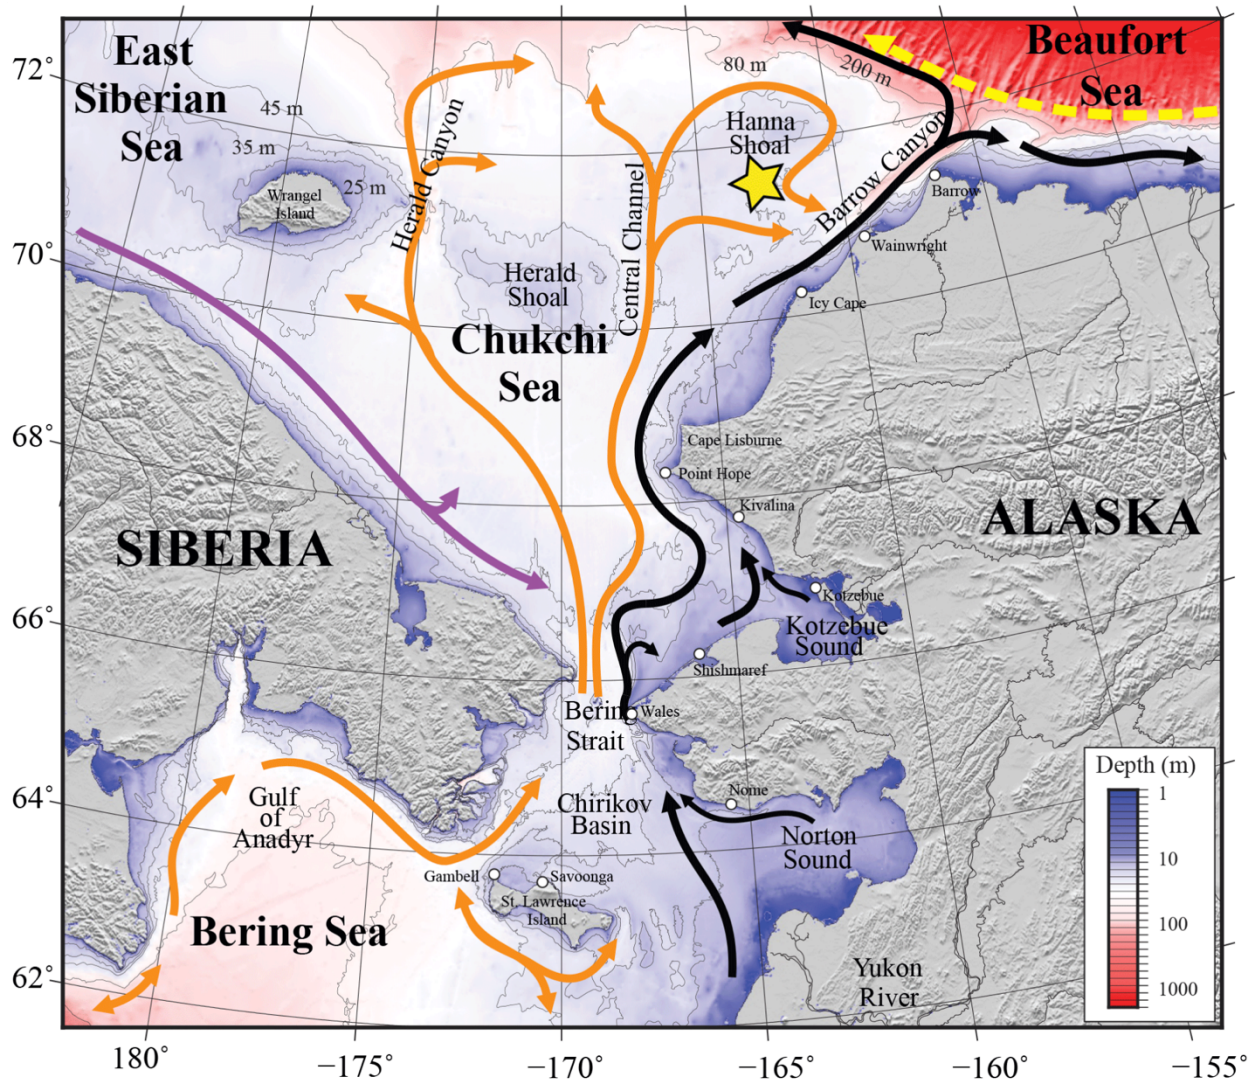 East
Siberian
Sea
Beaufort
Sea
72°
70°
68°
66°
64°
62°
80 m
200 m
45 m
35 m
25 m
Hanna
Shoal
Wrangel
Island
Herald Canyon
Central Channel
Barrow Canyon
Barrow
Wainwright
Icy Cape
Herald
Shoal
Chukchi
Sea
Cape Lisburne
Point Hope
Kivalina
SIBERIA
ALASKA
Kotzebue
Kotzebue
Sound
Shishmaref
Bering
Strait
Wales
Gulf
of
Anadyr
Chirikov
Basin
Nome
Norton
Sound
Gambell
Savoonga
St. Lawrence
Island
Bering Sea
Yukon
River
Depth (m)
1
10
100
1000
180°
−175°
−170°
−165°
−160°
−155°